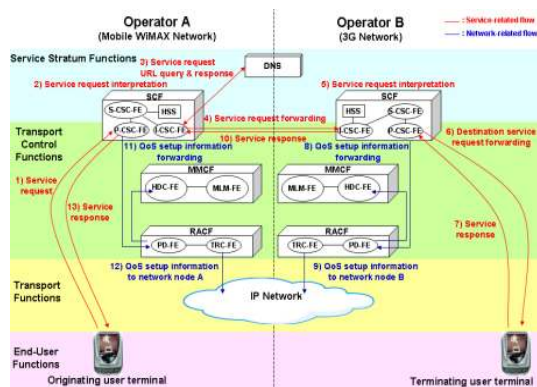 Operator A
(Mobile WiMAX Network)
Operator B
(3G Network)
: Service-related flow
: Network-related flow
Service Stratum Functions
3) Service request
URL query & response
DNS
2) Service request interpretation
5) Service request interpretation
SCF
S-CSC-FE
HSS
P-CSC-FE
I-CSC-FE
4) Service request forwarding
10) Service response
SCF
HSS
S-CSC-FE
I-CSC-FE
P-CSC-FE
6) Destination service
request forwarding
Transport
Control
Functions
11) QoS setup information
forwarding
8) QoS setup information
forwarding
1) Service
request
13) Service
response
MMCF
HDC-FE
MLM-FE
MMCF
MLM-FE
HDC-FE
7) Service
response
RACF
PD-FE
TRC-FE
RACF
TRC-FE
PD-FE
12) QoS setup information
to network node A
9) QoS setup information
to network node B
Transport
Functions
IP Network
End-User
Functions
Originating user terminal
Terminating user terminal